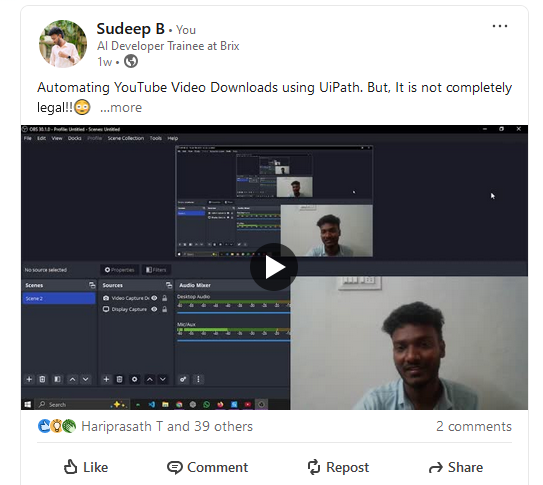 Sudeep B • You
AI Developer Trainee at Brix
1w •
Automating YouTube Video Downloads using UiPath. But, It is not completely
legal!!😳 ...more
OBS 30.1.0 - Profile: Untitled - Scenes: Untitled
File Edit View Docks Profile Scene Collection Tools Help
No source selected
Properties
Filters
Scenes
Sources
Audio Mixer
Scene 2
Video Capture De
Display Capture
Desktop Audio
Mic/Aux
Search
Hariprasath T and 39 others
2 comments
Like
Comment
Repost
Share